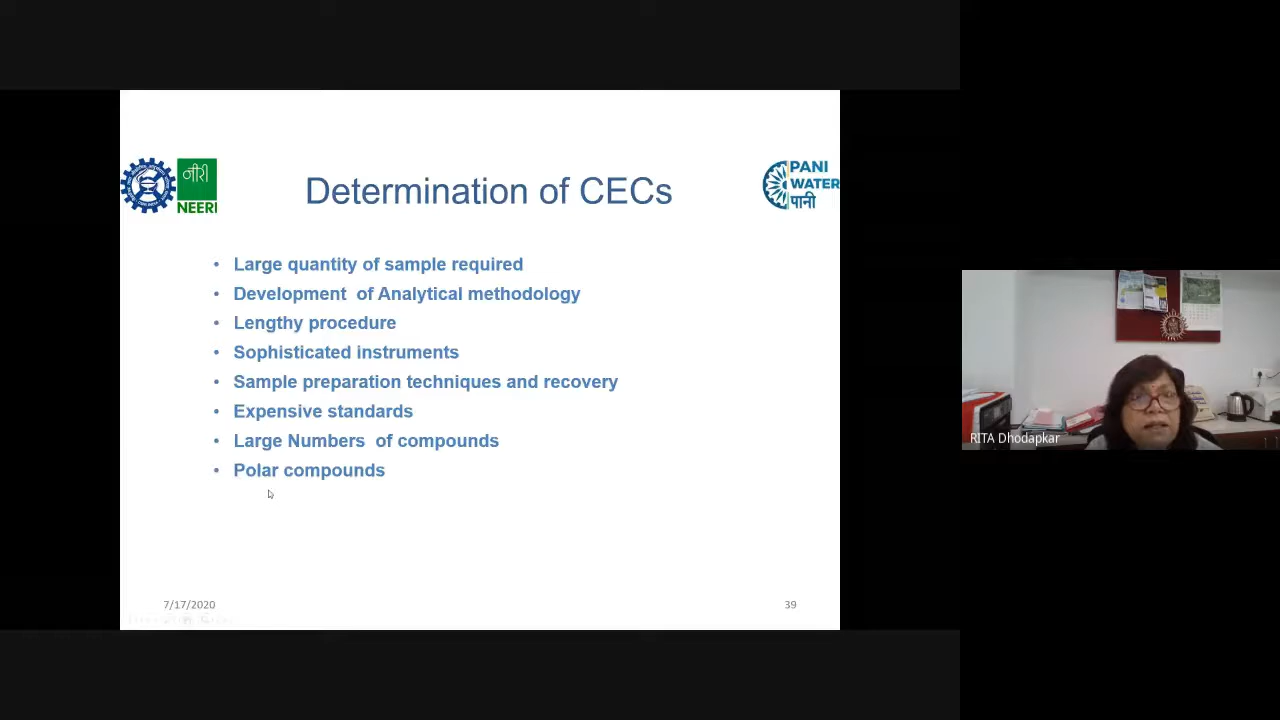 नीरी
NEERI
Determination of CECs
PANI
WATER
पानी
• Large quantity of sample required
• Development of Analytical methodology
• Lengthy procedure
• Sophisticated instruments
• Sample preparation techniques and recovery
• Expensive standards
• Large Numbers of compounds
• Polar compounds
7/17/2020
39
RITA Dhodapkar